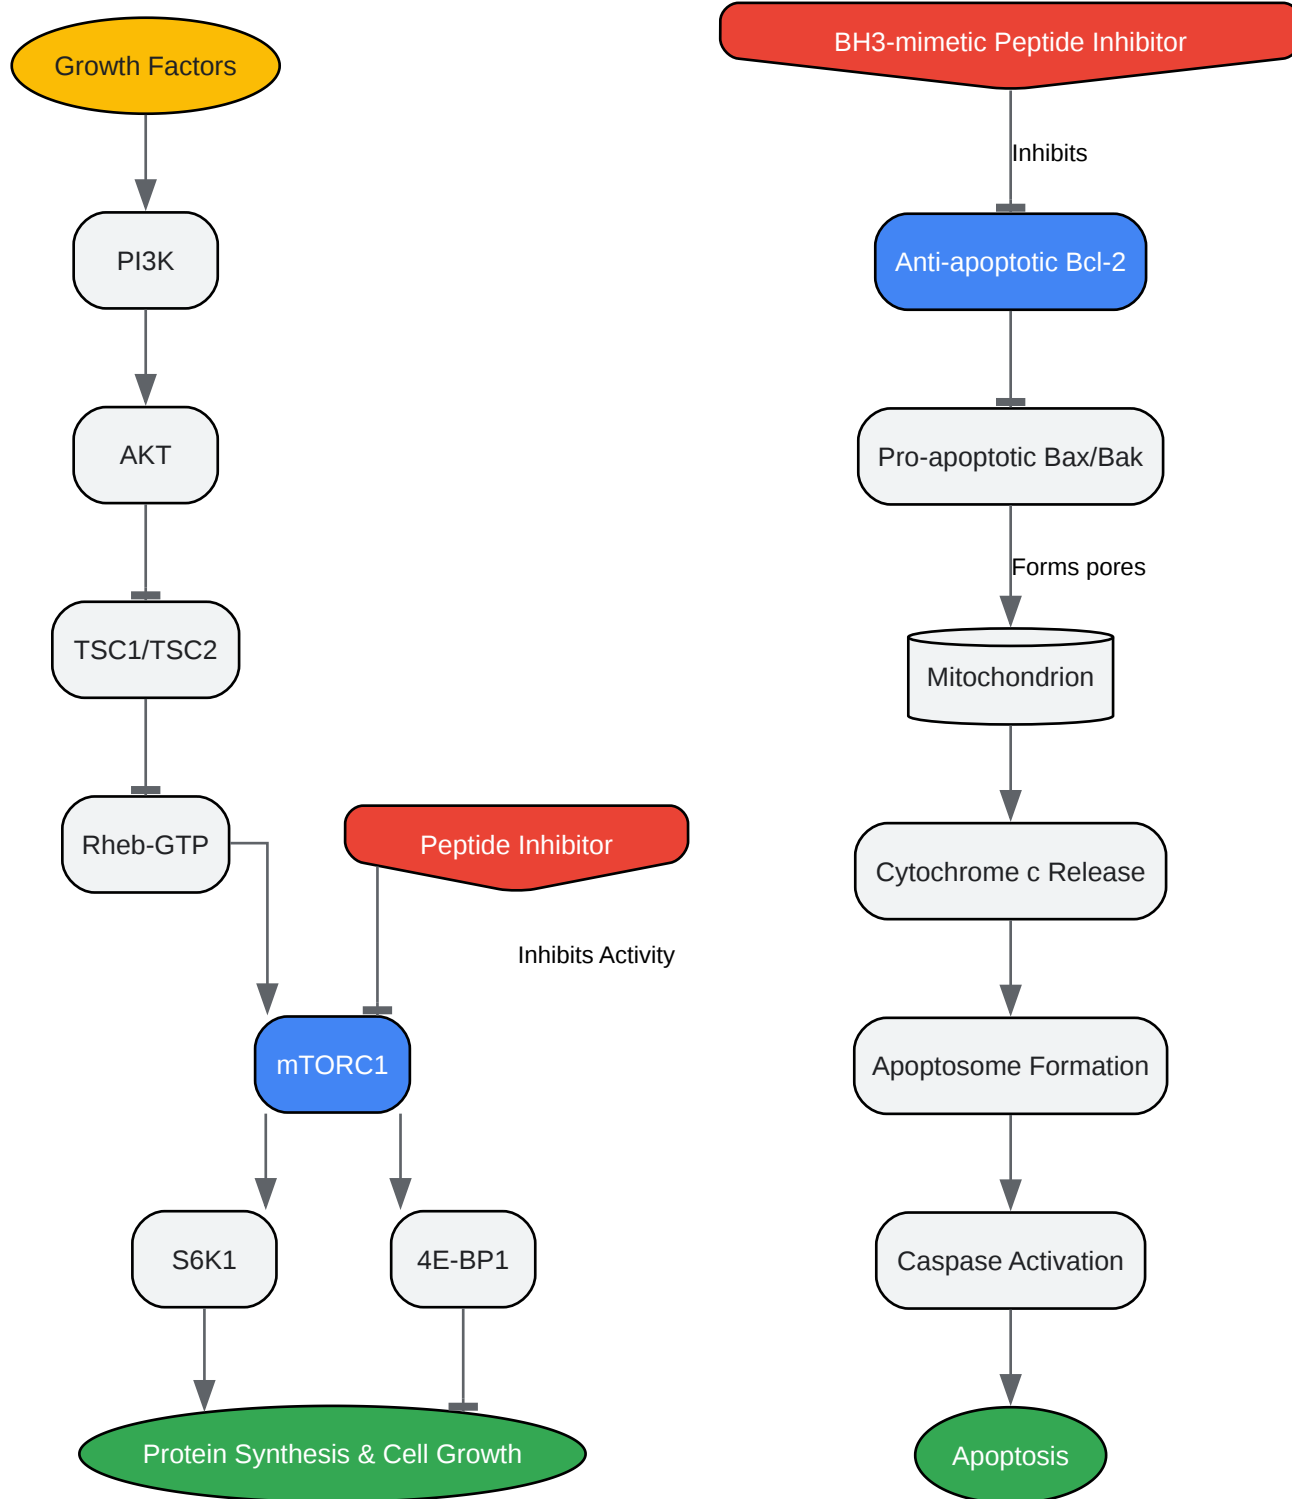 Growth Factors
PI3K
AKT
TSC1/TSC2
Rheb-GTP
Peptide Inhibitor
Inhibits Activity
mTORC1
S6K1
4E-BP1
Protein Synthesis & Cell Growth
BH3-mimetic Peptide Inhibitor
Inhibits
Anti-apoptotic Bcl-2
Pro-apoptotic Bax/Bak
Forms pores
Mitochondrion
Cytochrome c Release
Apoptosome Formation
Caspase Activation
Apoptosis